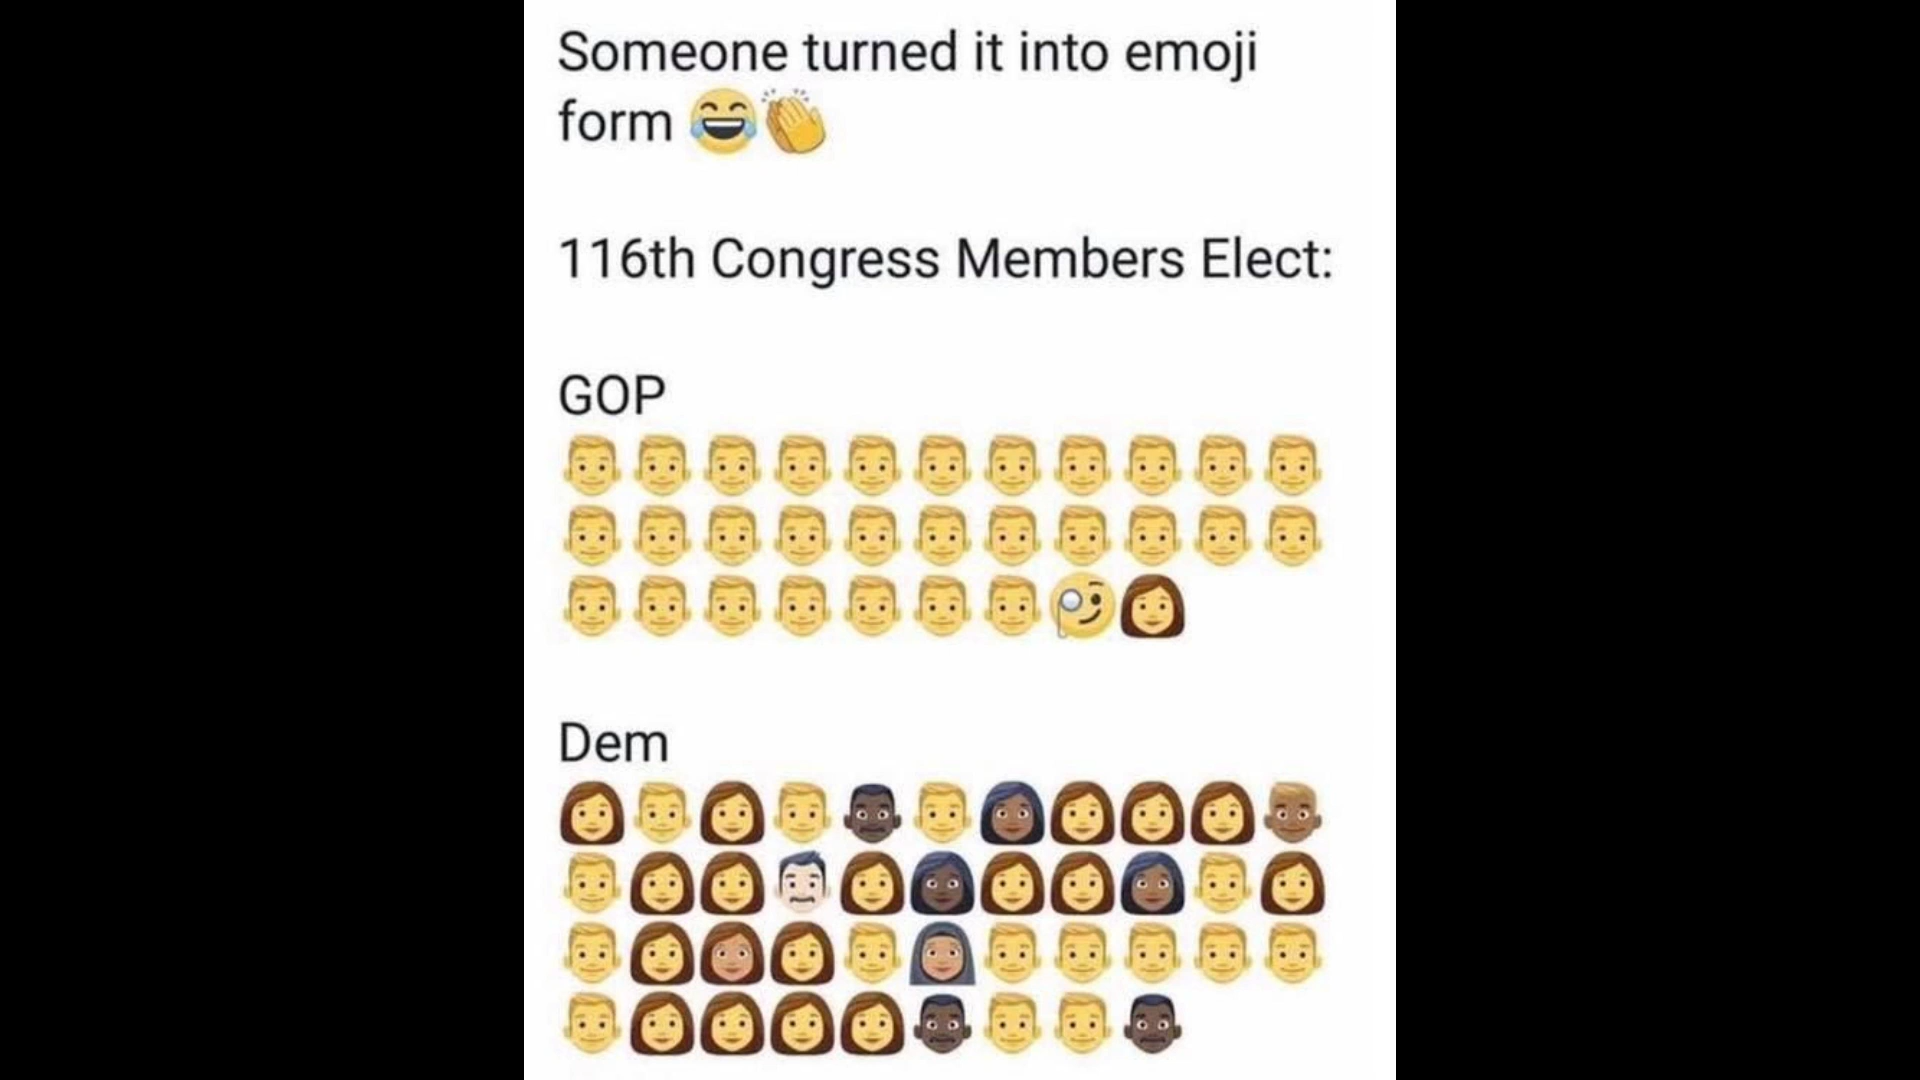 Someone turned it into emoji
form 😂👏
116th Congress Members Elect:
GOP
Dem